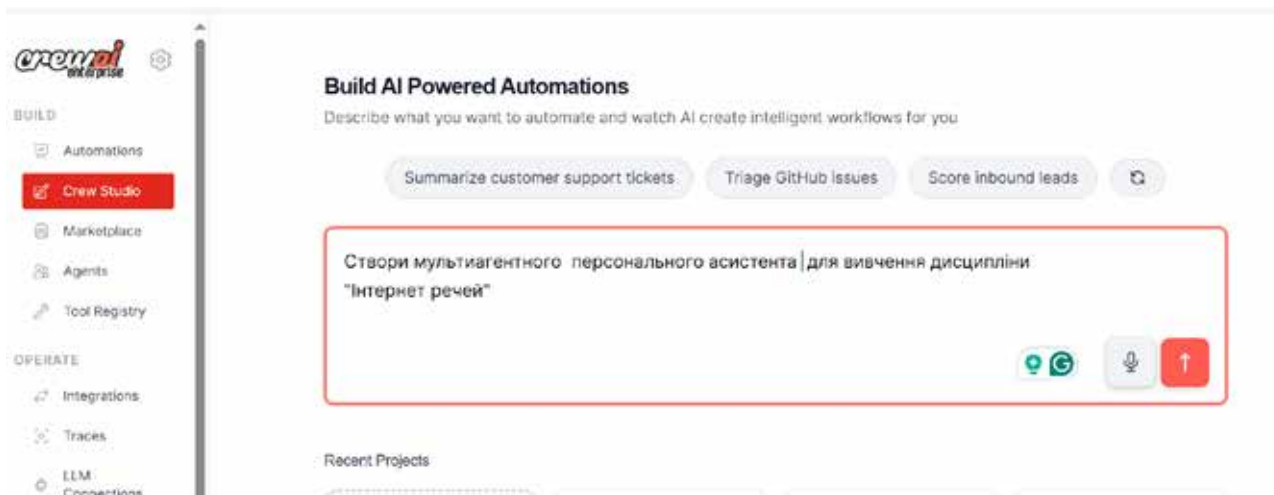 crewai
enterprise
BUILD
Automations
Crew Studio
Marketplace
Agents
Tool Registry
OPERATE
Integrations
Traces
LLM
Connections
Build AI Powered Automations
Describe what you want to automate and watch AI create intelligent workflows for you
Summarize customer support tickets
Triage GitHub issues
Score inbound leads
Створи мультиагентного персонального асистента для вивчення дисципліни
"Інтернет речей"
Recent Projects